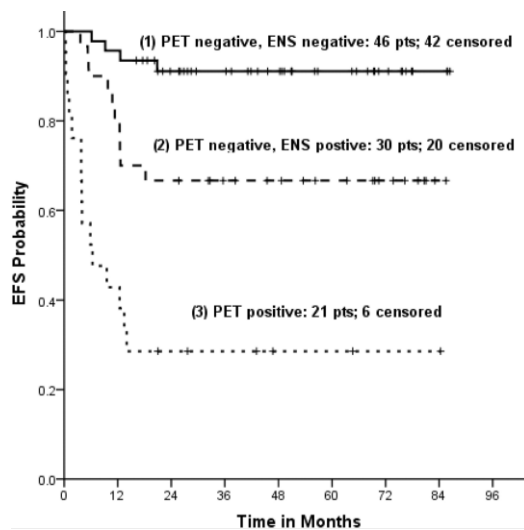 (1) PET negative, ENS negative: 46 pts; 42 censored
(2) PET negative, ENS postive: 30 pts; 20 censored
(3) PET positive: 21 pts; 6 censored
EFS Probability
1.0
0.8
0.6
0.4
0.2
0.0
0 12 24 36 48 60 72 84 96
Time in Months